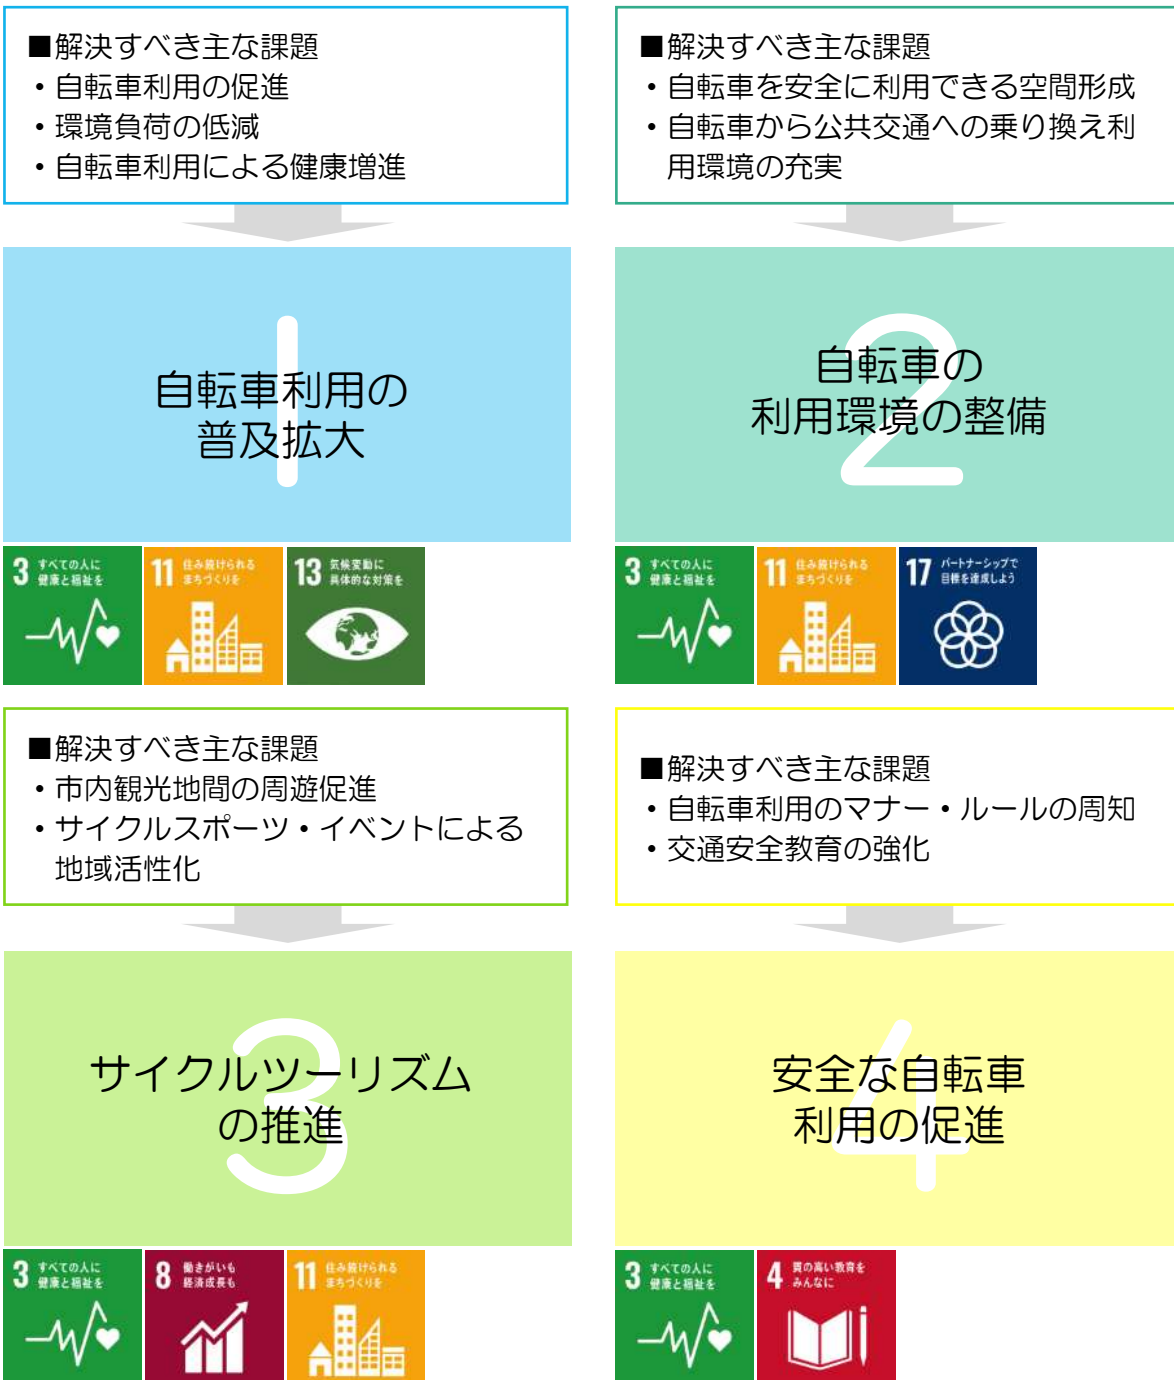 ■解決すべき主な課題
・自転車利用の促進
・環境負荷の低減
・自転車利用による健康増進
1
自転車利用の
普及拡大
3 すべての人に
健康と福祉を
11 住み続けられる
まちづくりを
13 気候変動に
具体的な対策を
■解決すべき主な課題
・自転車を安全に利用できる空間形成
・自転車から公共交通への乗り換え利
用環境の充実
2
自転車の
利用環境の整備
3 すべての人に
健康と福祉を
11 住み続けられる
まちづくりを
17 パートナーシップで
目標を達成しよう
■解決すべき主な課題
・市内観光地間の周遊促進
・サイクルスポーツ・イベントによる
地域活性化
3
サイクルツーリズム
の推進
3 すべての人に
健康と福祉を
8 働きがいも
経済成長も
11 住み続けられる
まちづくりを
■解決すべき主な課題
・自転車利用のマナー・ルールの周知
・交通安全教育の強化
4
安全な自転車
利用の促進
3 すべての人に
健康と福祉を
4 質の高い教育を
みんなに